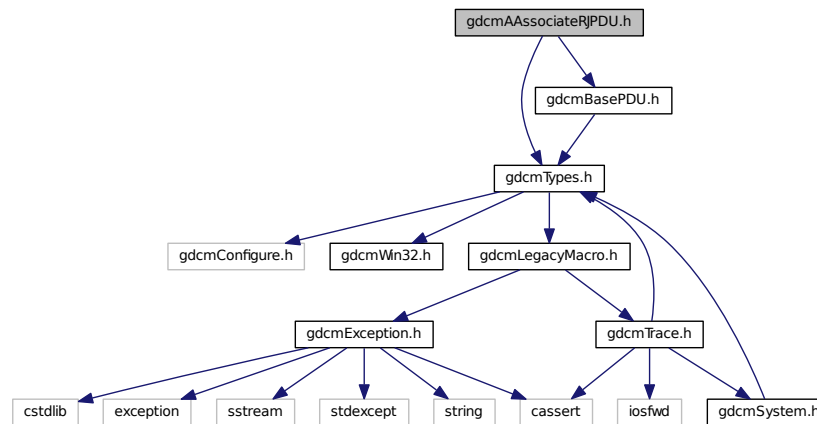 gdcmAAssociateRJPDU.h
gdcmBasePDU.h
gdcmTypes.h
gdcmConfigure.h
gdcmWin32.h
gdcmLegacyMacro.h
gdcmException.h
gdcmTrace.h
cstdlib
exception
sstream
stdexcept
string
cassert
iosfwd
gdcmSystem.h